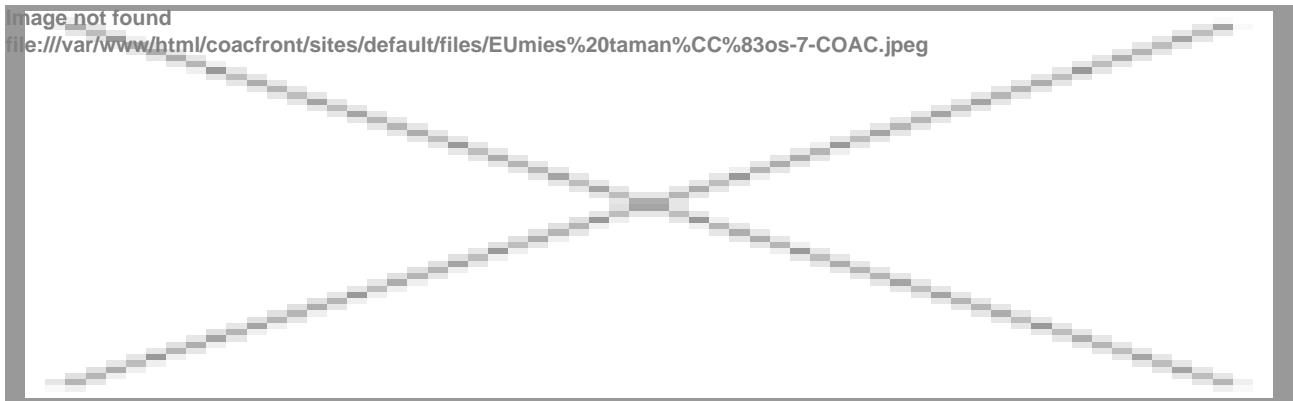 Image not found
file:///var/www/html/coacfront/sites/default/files/EUmies%20taman%CC%83os-7-COAC.jpeg